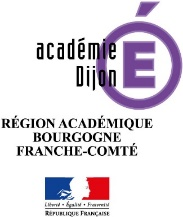 académie
Dijon
É
RÉGION ACADÉMIQUE
BOURGOGNE
FRANCHE-COMTÉ
Liberté • Égalité • Fraternité
RÉPUBLIQUE FRANÇAISE